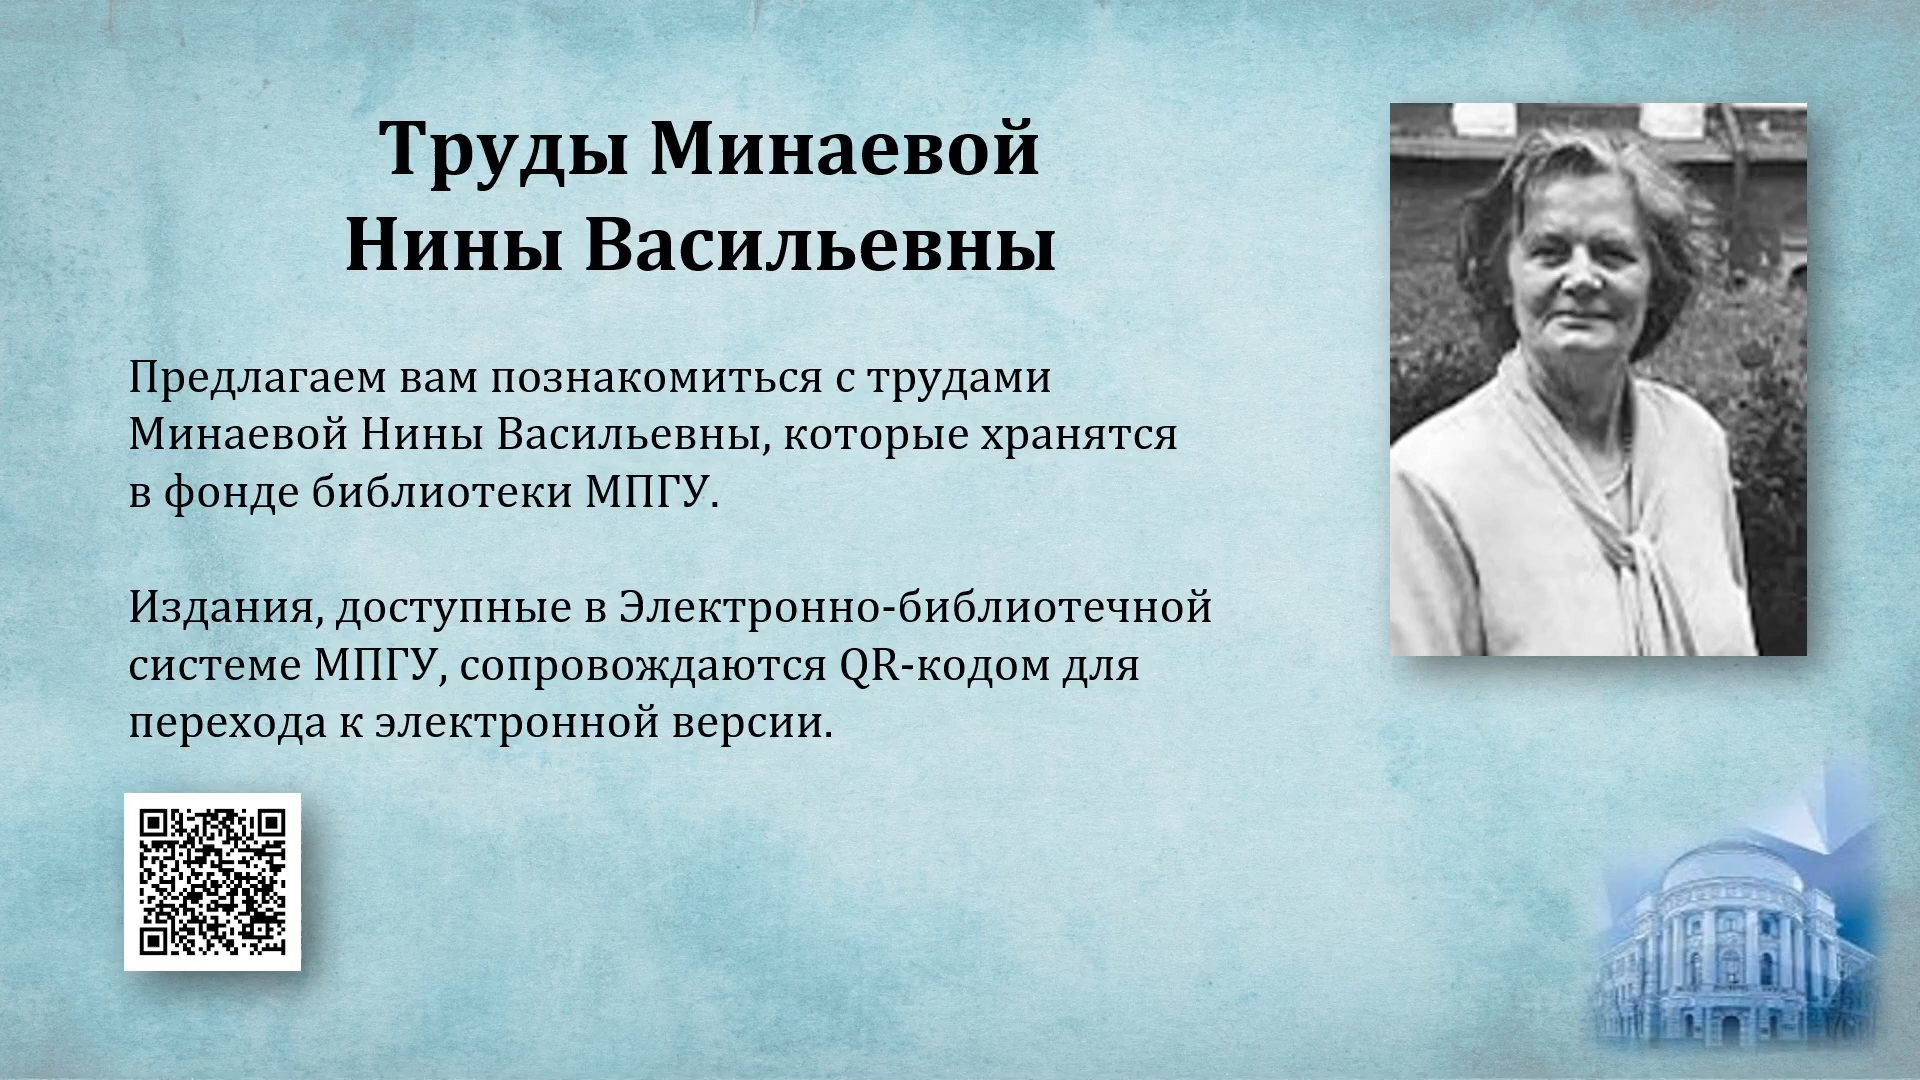 Труды Минаевой
Нины Васильевны
Предлагаем вам познакомиться с трудами
Минаевой Нины Васильевны, которые хранятся
в фонде библиотеки МПГУ.
Издания, доступные в Электронно-библиотечной
системе МПГУ, сопровождаются QR-кодом для
перехода к электронной версии.